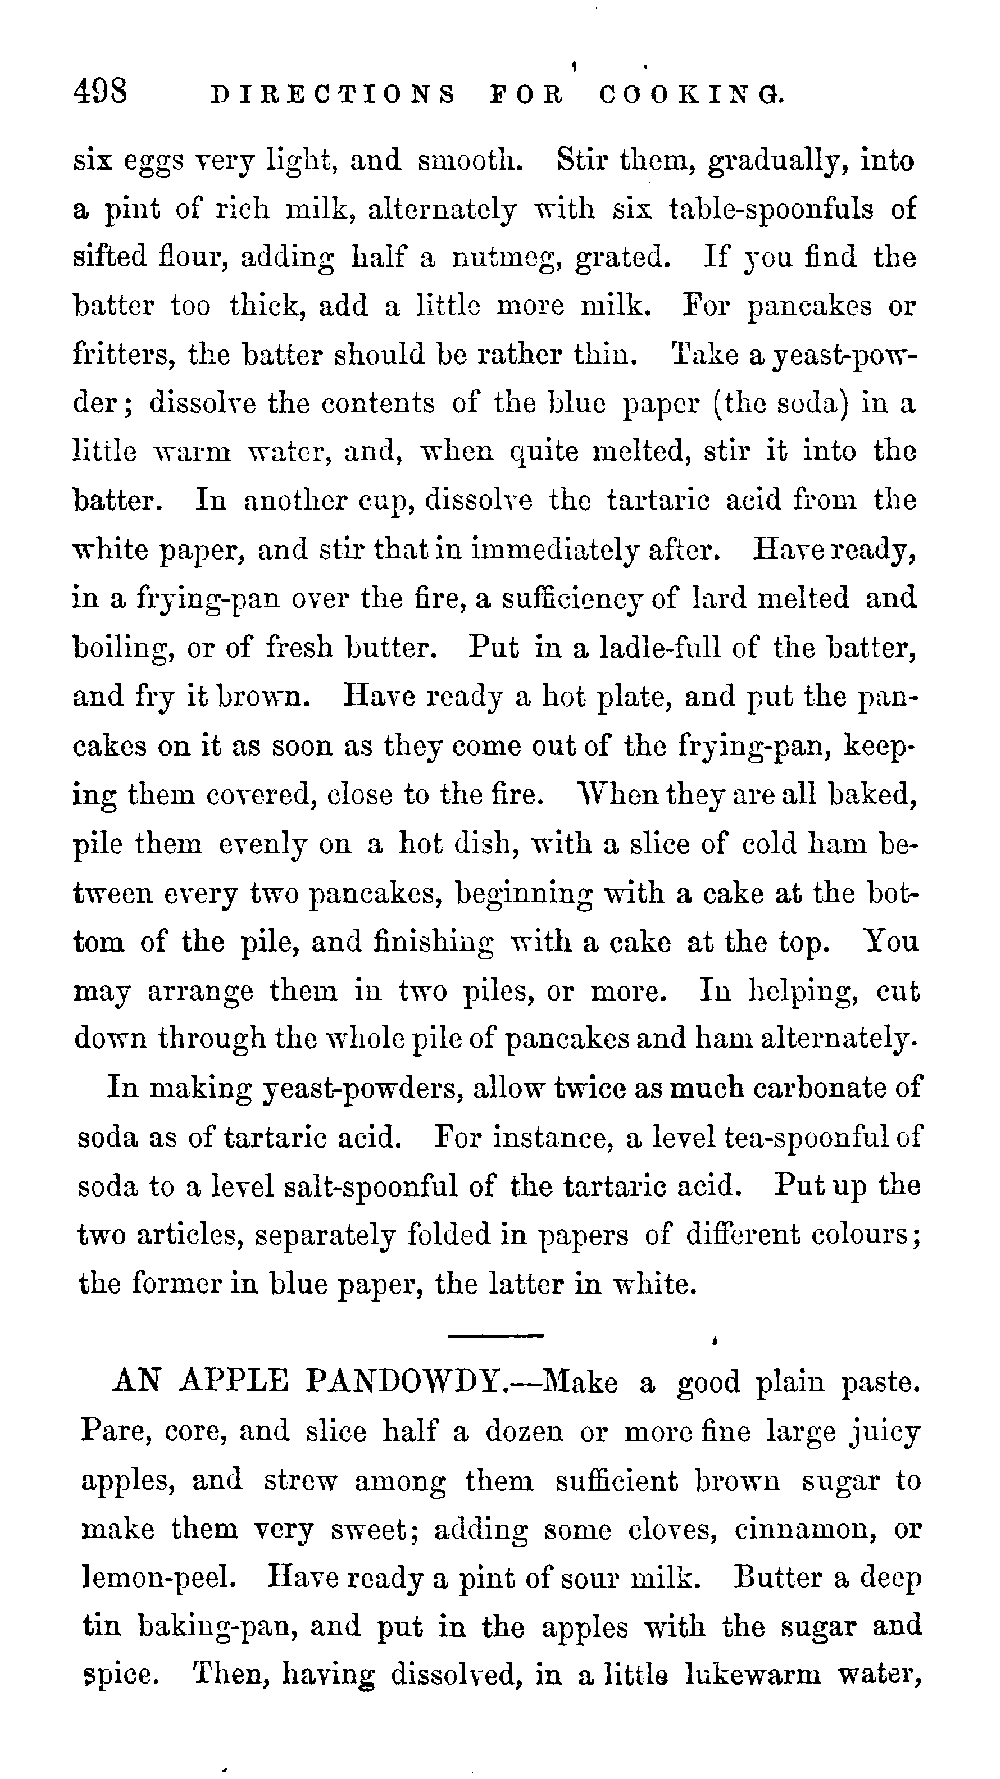 498 DIRECTIONS FOR COOKING.
six eggs very light, and smooth. Stir them, gradually, into
a pint of rich milk, alternately with six table-spoonfuls of
sifted flour, adding half a nutmeg, grated. If you find the
batter too thick, add a little more milk. For pancakes or
fritters, the batter should be rather thin. Take a yeast-pow-
der; dissolve the contents of the blue paper (the soda) in a
little warm water, and, when quite melted, stir it into the
batter. In another cup, dissolve the tartaric acid from the
white paper, and stir that in immediately after. Have ready,
in a frying-pan over the fire, a sufficiency of lard melted and
boiling, or of fresh butter. Put in a ladle-full of the batter,
and fry it brown. Have ready a hot plate, and put the pan-
cakes on it as soon as they come out of the frying-pan, keep-
ing them covered, close to the fire. When they are all baked,
pile them evenly on a hot dish, with a slice of cold ham be-
tween every two pancakes, beginning with a cake at the bot-
tom of the pile, and finishing with a cake at the top. You
may arrange them in two piles, or more. In helping, cut
down through the whole pile of pancakes and ham alternately.
In making yeast-powders, allow twice as much carbonate of
soda as of tartaric acid. For instance, a level tea-spoonful of
soda to a level salt-spoonful of the tartaric acid. Put up the
two articles, separately folded in papers of different colours;
the former in blue paper, the latter in white.
AN APPLE PANDOWDY.—Make a good plain paste.
Pare, core, and slice half a dozen or more fine large juicy
apples, and strew among them sufficient brown sugar to
make them very sweet; adding some cloves, cinnamon, or
lemon-peel. Have ready a pint of sour milk. Butter a deep
tin baking-pan, and put in the apples with the sugar and
spice. Then, having dissolved, in a little lukewarm water,